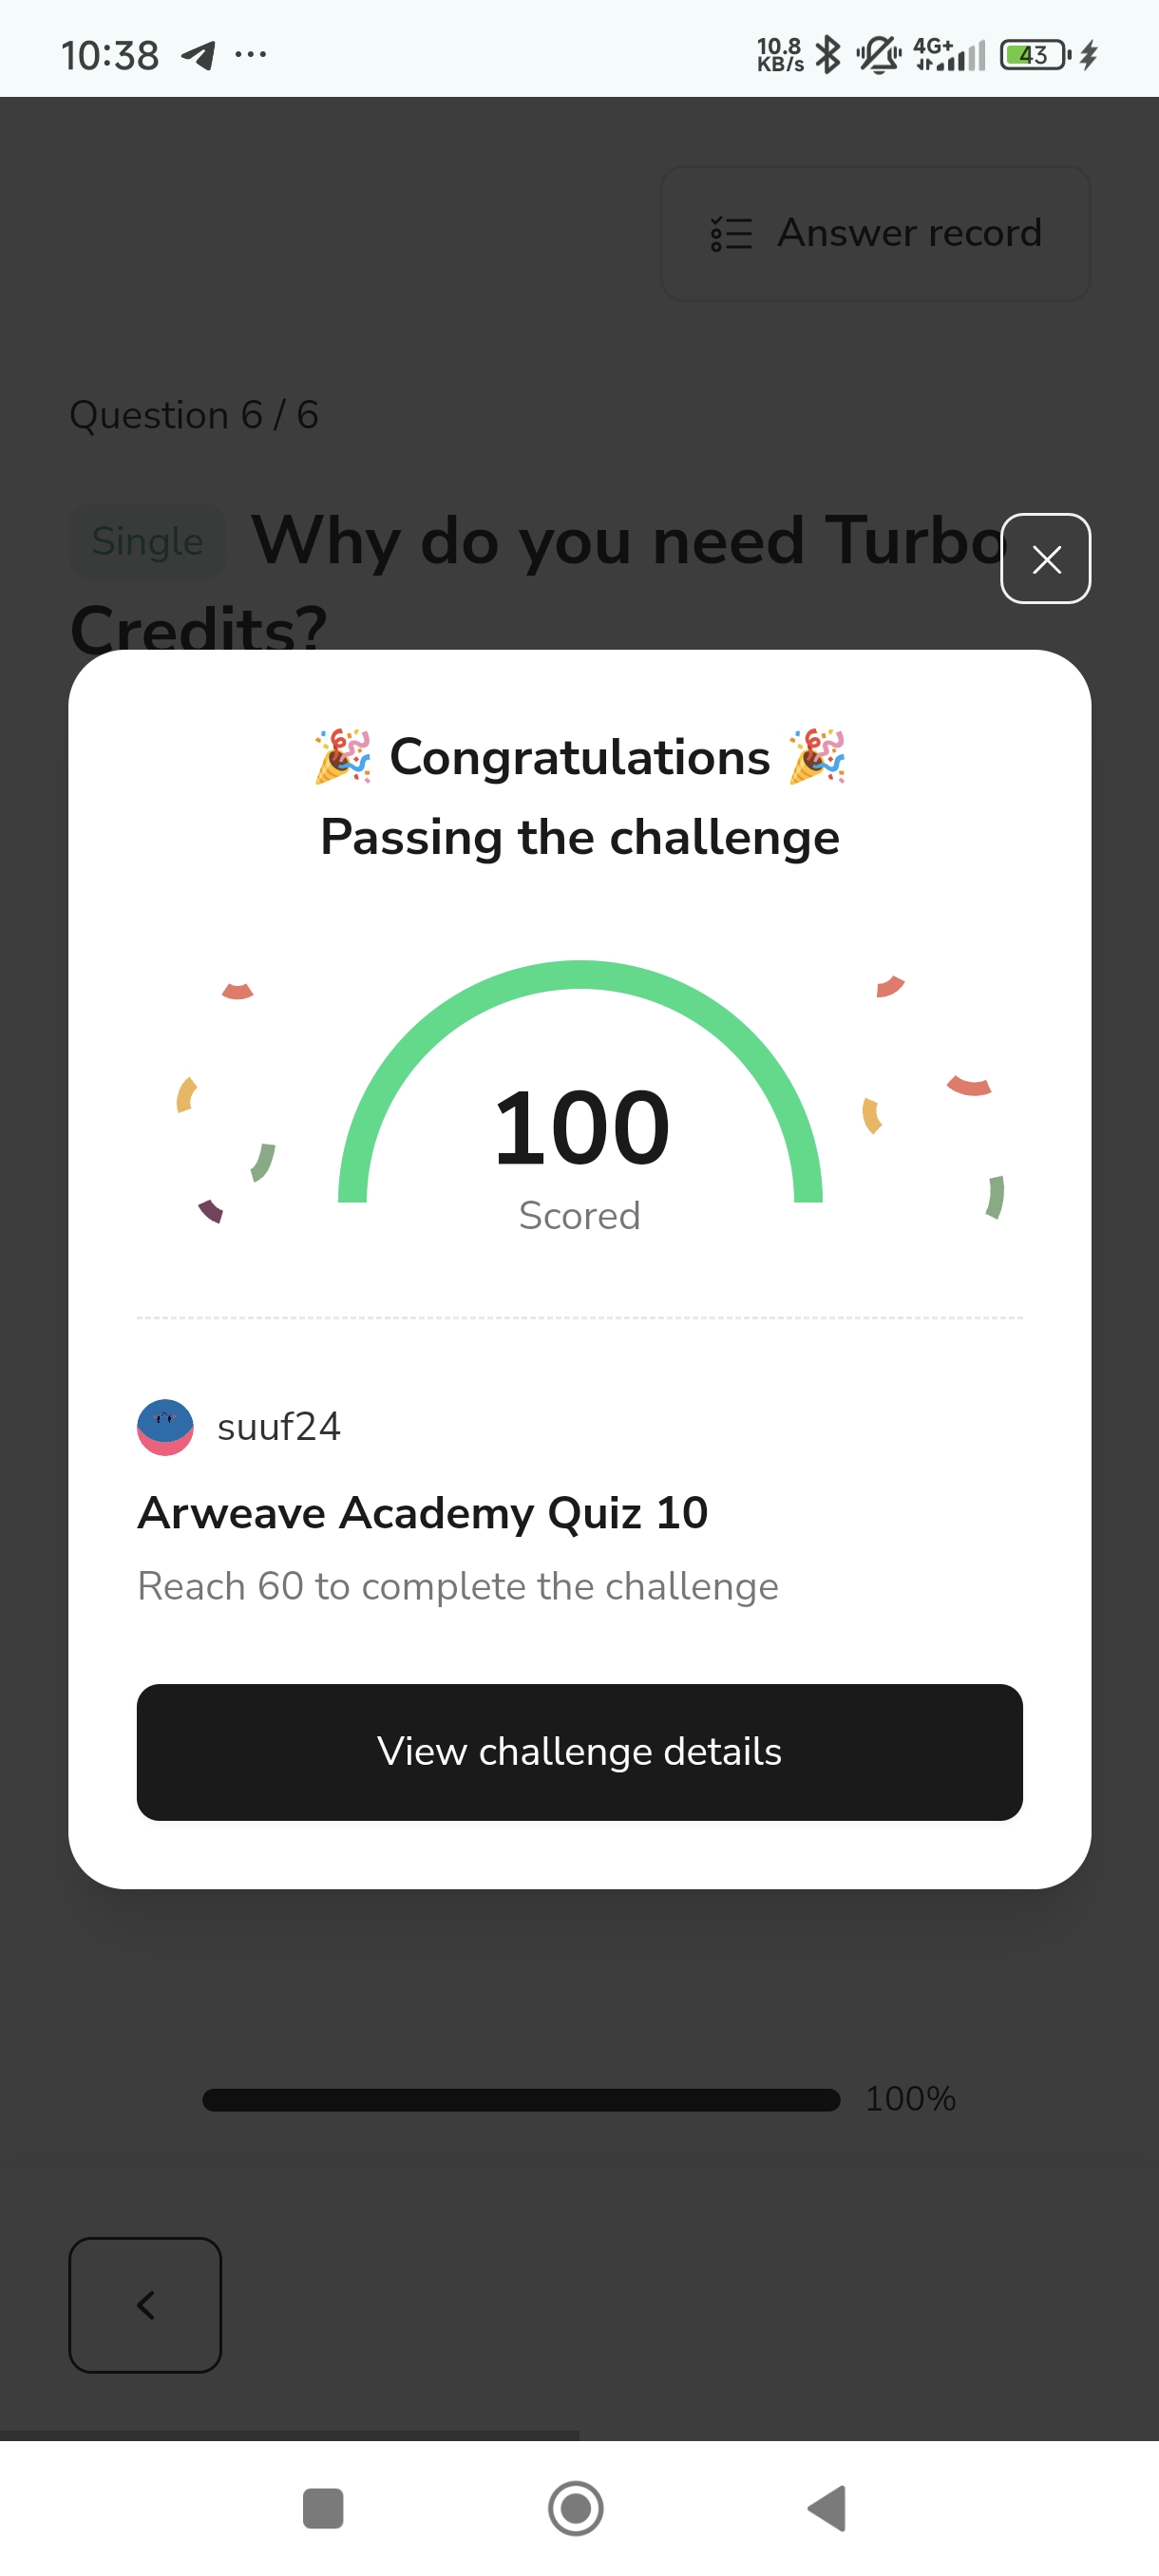 10:38 ...
10.8
KB/s
4G+
43
Answer record
Question 6 / 6
Single Why do you need Turbo
Credits?
🎉 Congratulations 🎉
Passing the challenge
100
Scored
suuf24
Arweave Academy Quiz 10
Reach 60 to complete the challenge
View challenge details
100%